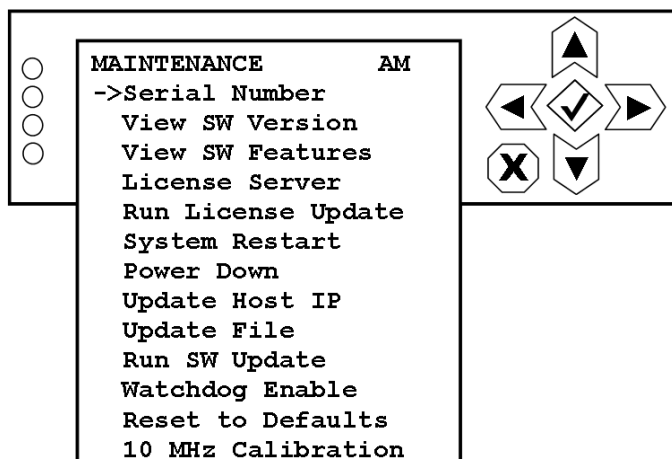 MAINTENANCE AM
->Serial Number
View SW Version
View SW Features
License Server
Run License Update
System Restart
Power Down
Update Host IP
Update File
Run SW Update
Watchdog Enable
Reset to Defaults
10 MHz Calibration
X